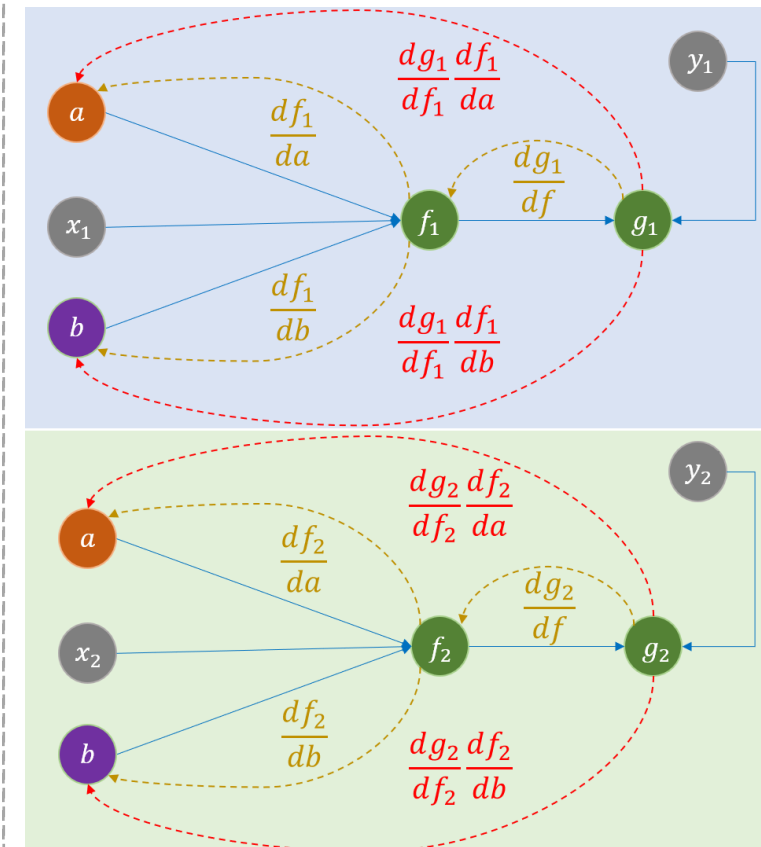 a
x₁
b
f₁
g₁
y₁
df₁/da
df₁/db
dg₁/df
dg₁/df₁ df₁/da
dg₁/df₁ df₁/db
a
x₂
b
f₂
g₂
y₂
df₂/da
df₂/db
dg₂/df
dg₂/df₂ df₂/da
dg₂/df₂ df₂/db